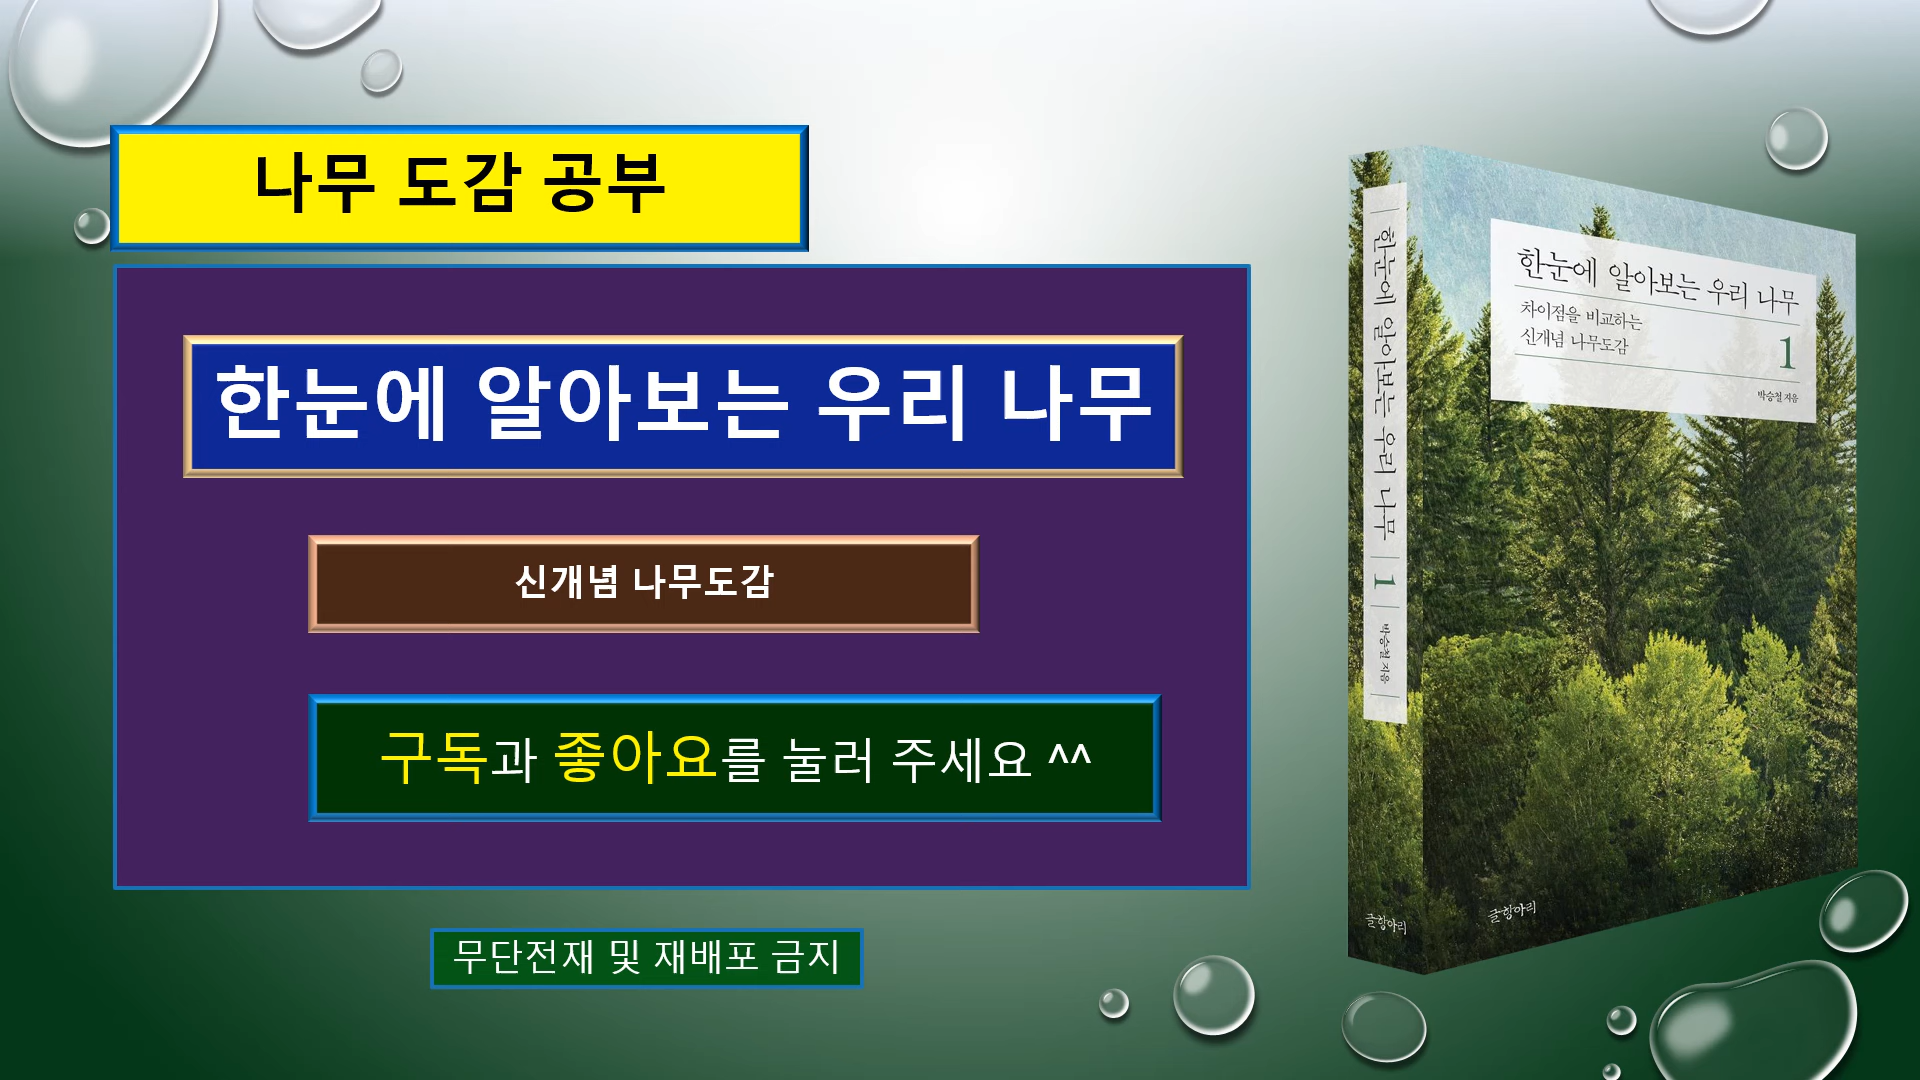 나무 도감 공부
한눈에 알아보는 우리 나무
신개념 나무도감
구독과 좋아요를 눌러 주세요 ^^
무단전재 및 재배포 금지
한눈에 알아보는 우리 나무 1 박승철 지음
글항아리
한눈에 알아보는 우리 나무
차이점을 비교하는
신개념 나무도감
1
박승철 지음
글항아리